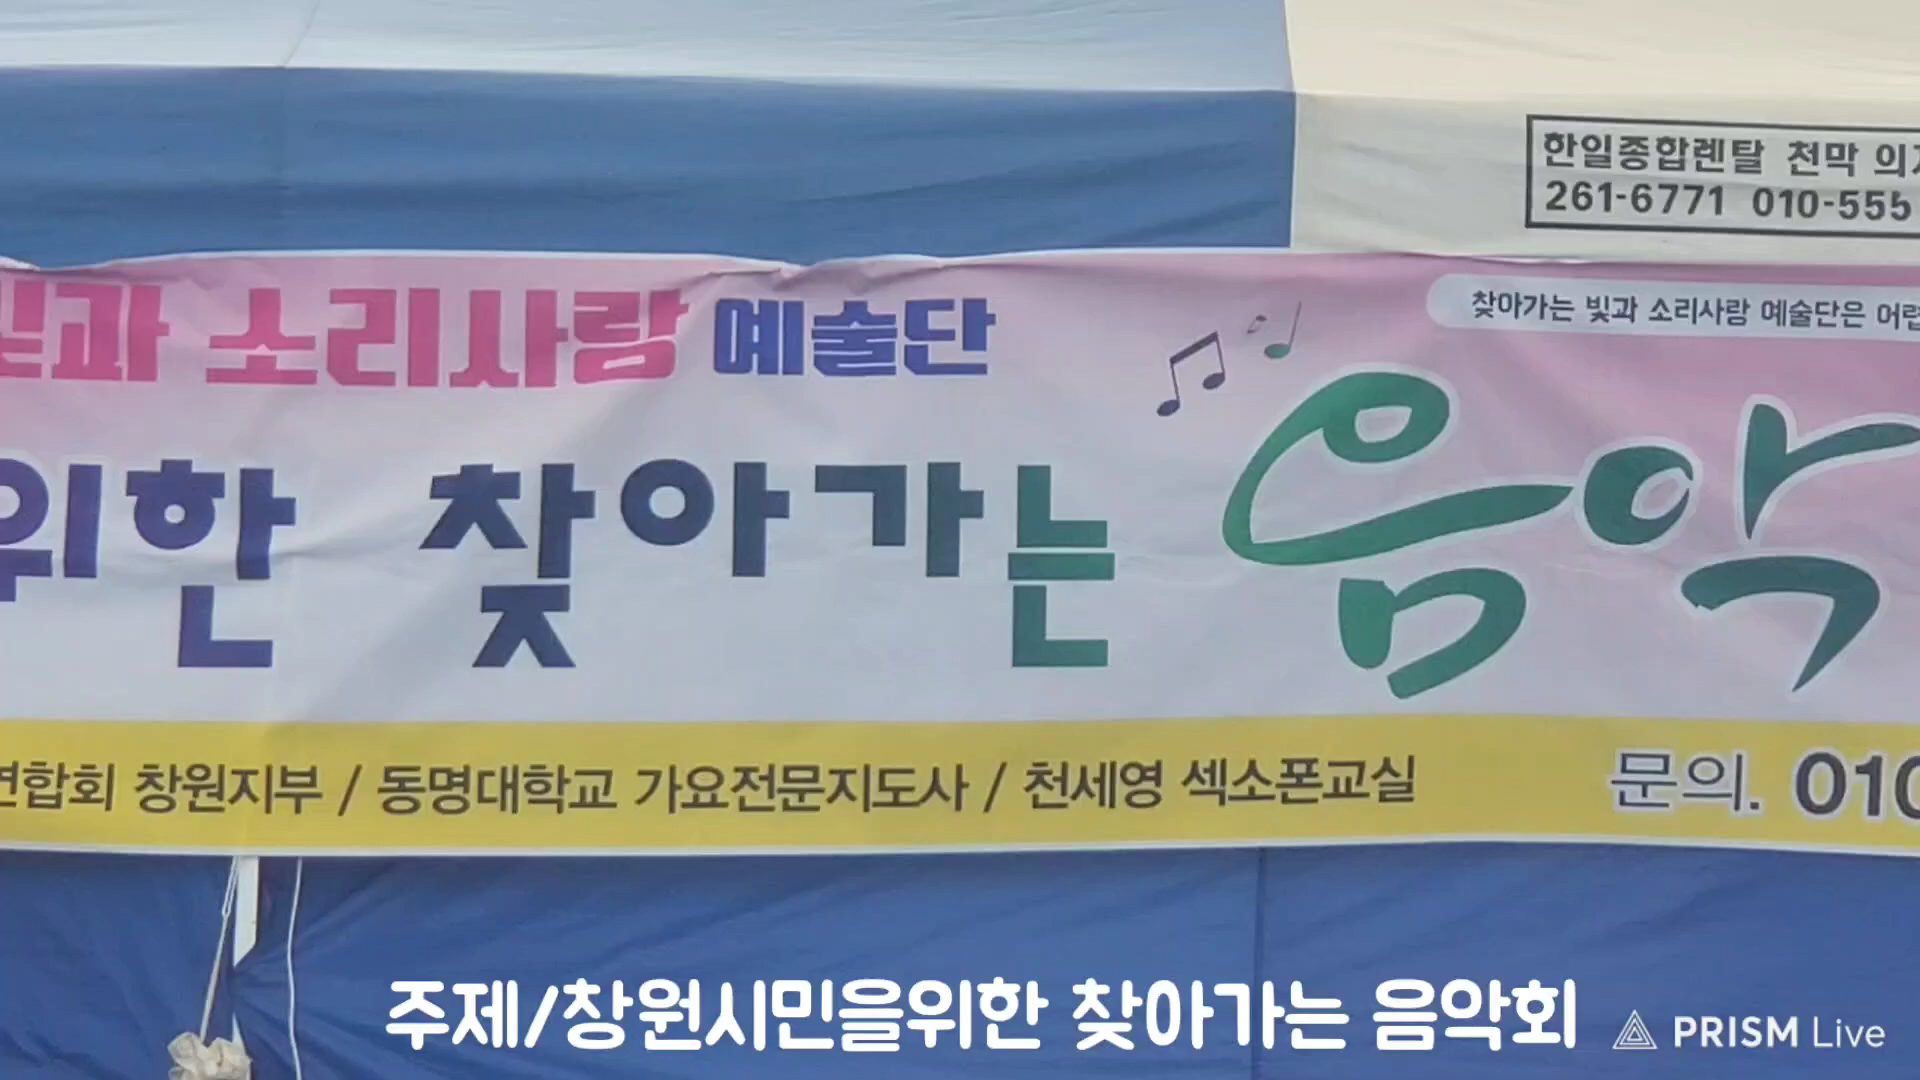 한일종합렌탈 천막
261-6771 010-555
빛과 소리사랑 예술단
찾아가는 빛과 소리사랑 예술단은
위한 찾아가는 음악
연합회 창원지부 / 동명대학교 가요전문지도사 / 천세영 섹소폰교실
문의. 010
주제/창원시민을위한 찾아가는 음악회
PRISM Live